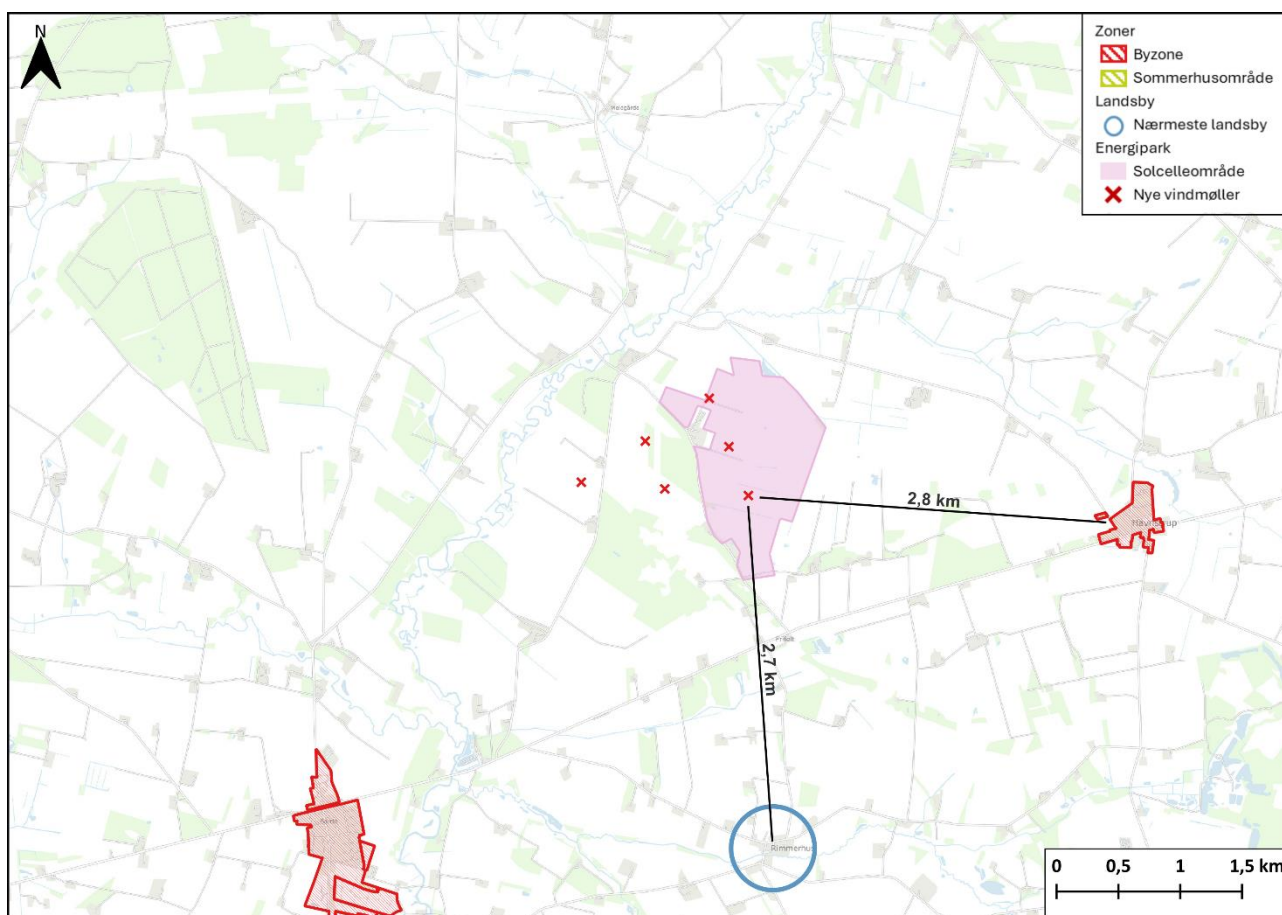 N
Zoner
Byzone
Sommerhusområde
Landsby
Nærmeste landsby
Energipark
Solcelleområde
Nye vindmøller
2,8 km
2,7 km
Rimmerhus
0 0,5 1 1,5 km